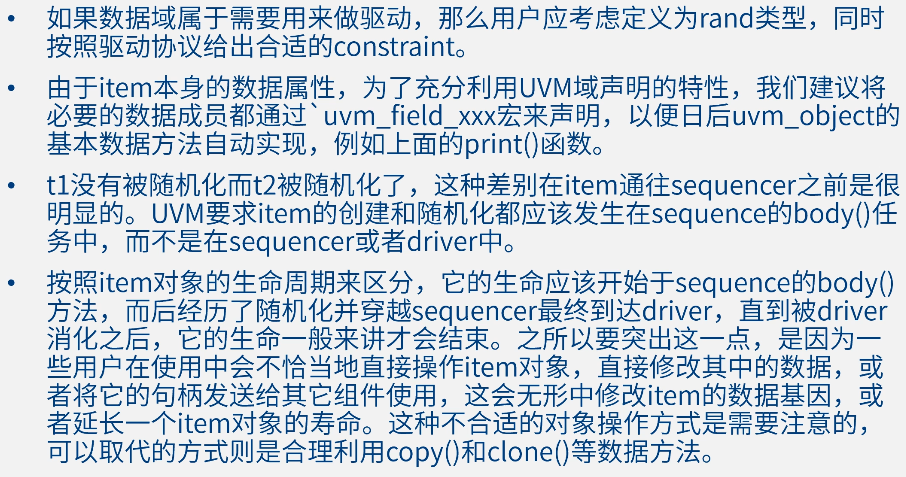 • 如果数据域属于需要用来做驱动，那么用户应考虑定义为rand类型，同时
按照驱动协议给出合适的constraint。
• 由于item本身的数据属性，为了充分利用UVM域声明的特性，我们建议将
必要的数据成员都通过`uvm_field_xxx宏来声明，以便日后uvm_object的
基本数据方法自动实现，例如上面的print()函数。
• t1没有被随机化而t2被随机化了，这种差别在item通往sequencer之前是很
明显的。UVM要求item的创建和随机化都应该发生在sequence的body()任
务中，而不是在sequencer或者driver中。
• 按照item对象的生命周期来区分，它的生命应该开始于sequence的body()
方法，而后经历了随机化并穿越sequencer最终到达driver，直到被driver
消化之后，它的生命一般来讲才会结束。之所以要突出这一点，是因为一
些用户在使用中会不恰当地直接操作item对象，直接修改其中的数据，或
者将它的句柄发送给其它组件使用，这会无形中修改item的数据基因，或
者延长一个item对象的寿命。这种不合适的对象操作方式是需要注意的，
可以取代的方式则是合理利用copy()和clone()等数据方法。